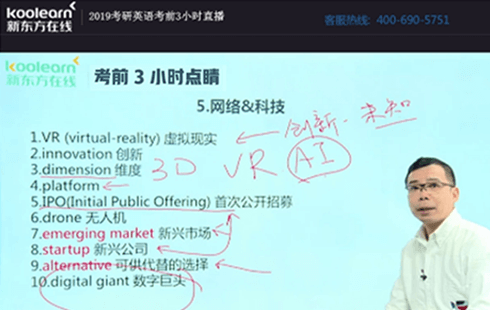 koolearn
新东方在线
2019考研英语考前3小时直播
客服热线: 400-690-5751
koolearn
新东方在线
考前 3 小时点睛
5.网络&科技
1.VR (virtual-reality) 虚拟现实
创新. 未知
2.innovation 创新
3.dimension 维度
3D VR AI
4.platform
5.IPO(Initial Public Offering) 首次公开招募
6.drone 无人机
7.emerging market 新兴市场
8.startup 新兴公司
9.alternative 可供代替的选择
10.digital giant 数字巨头